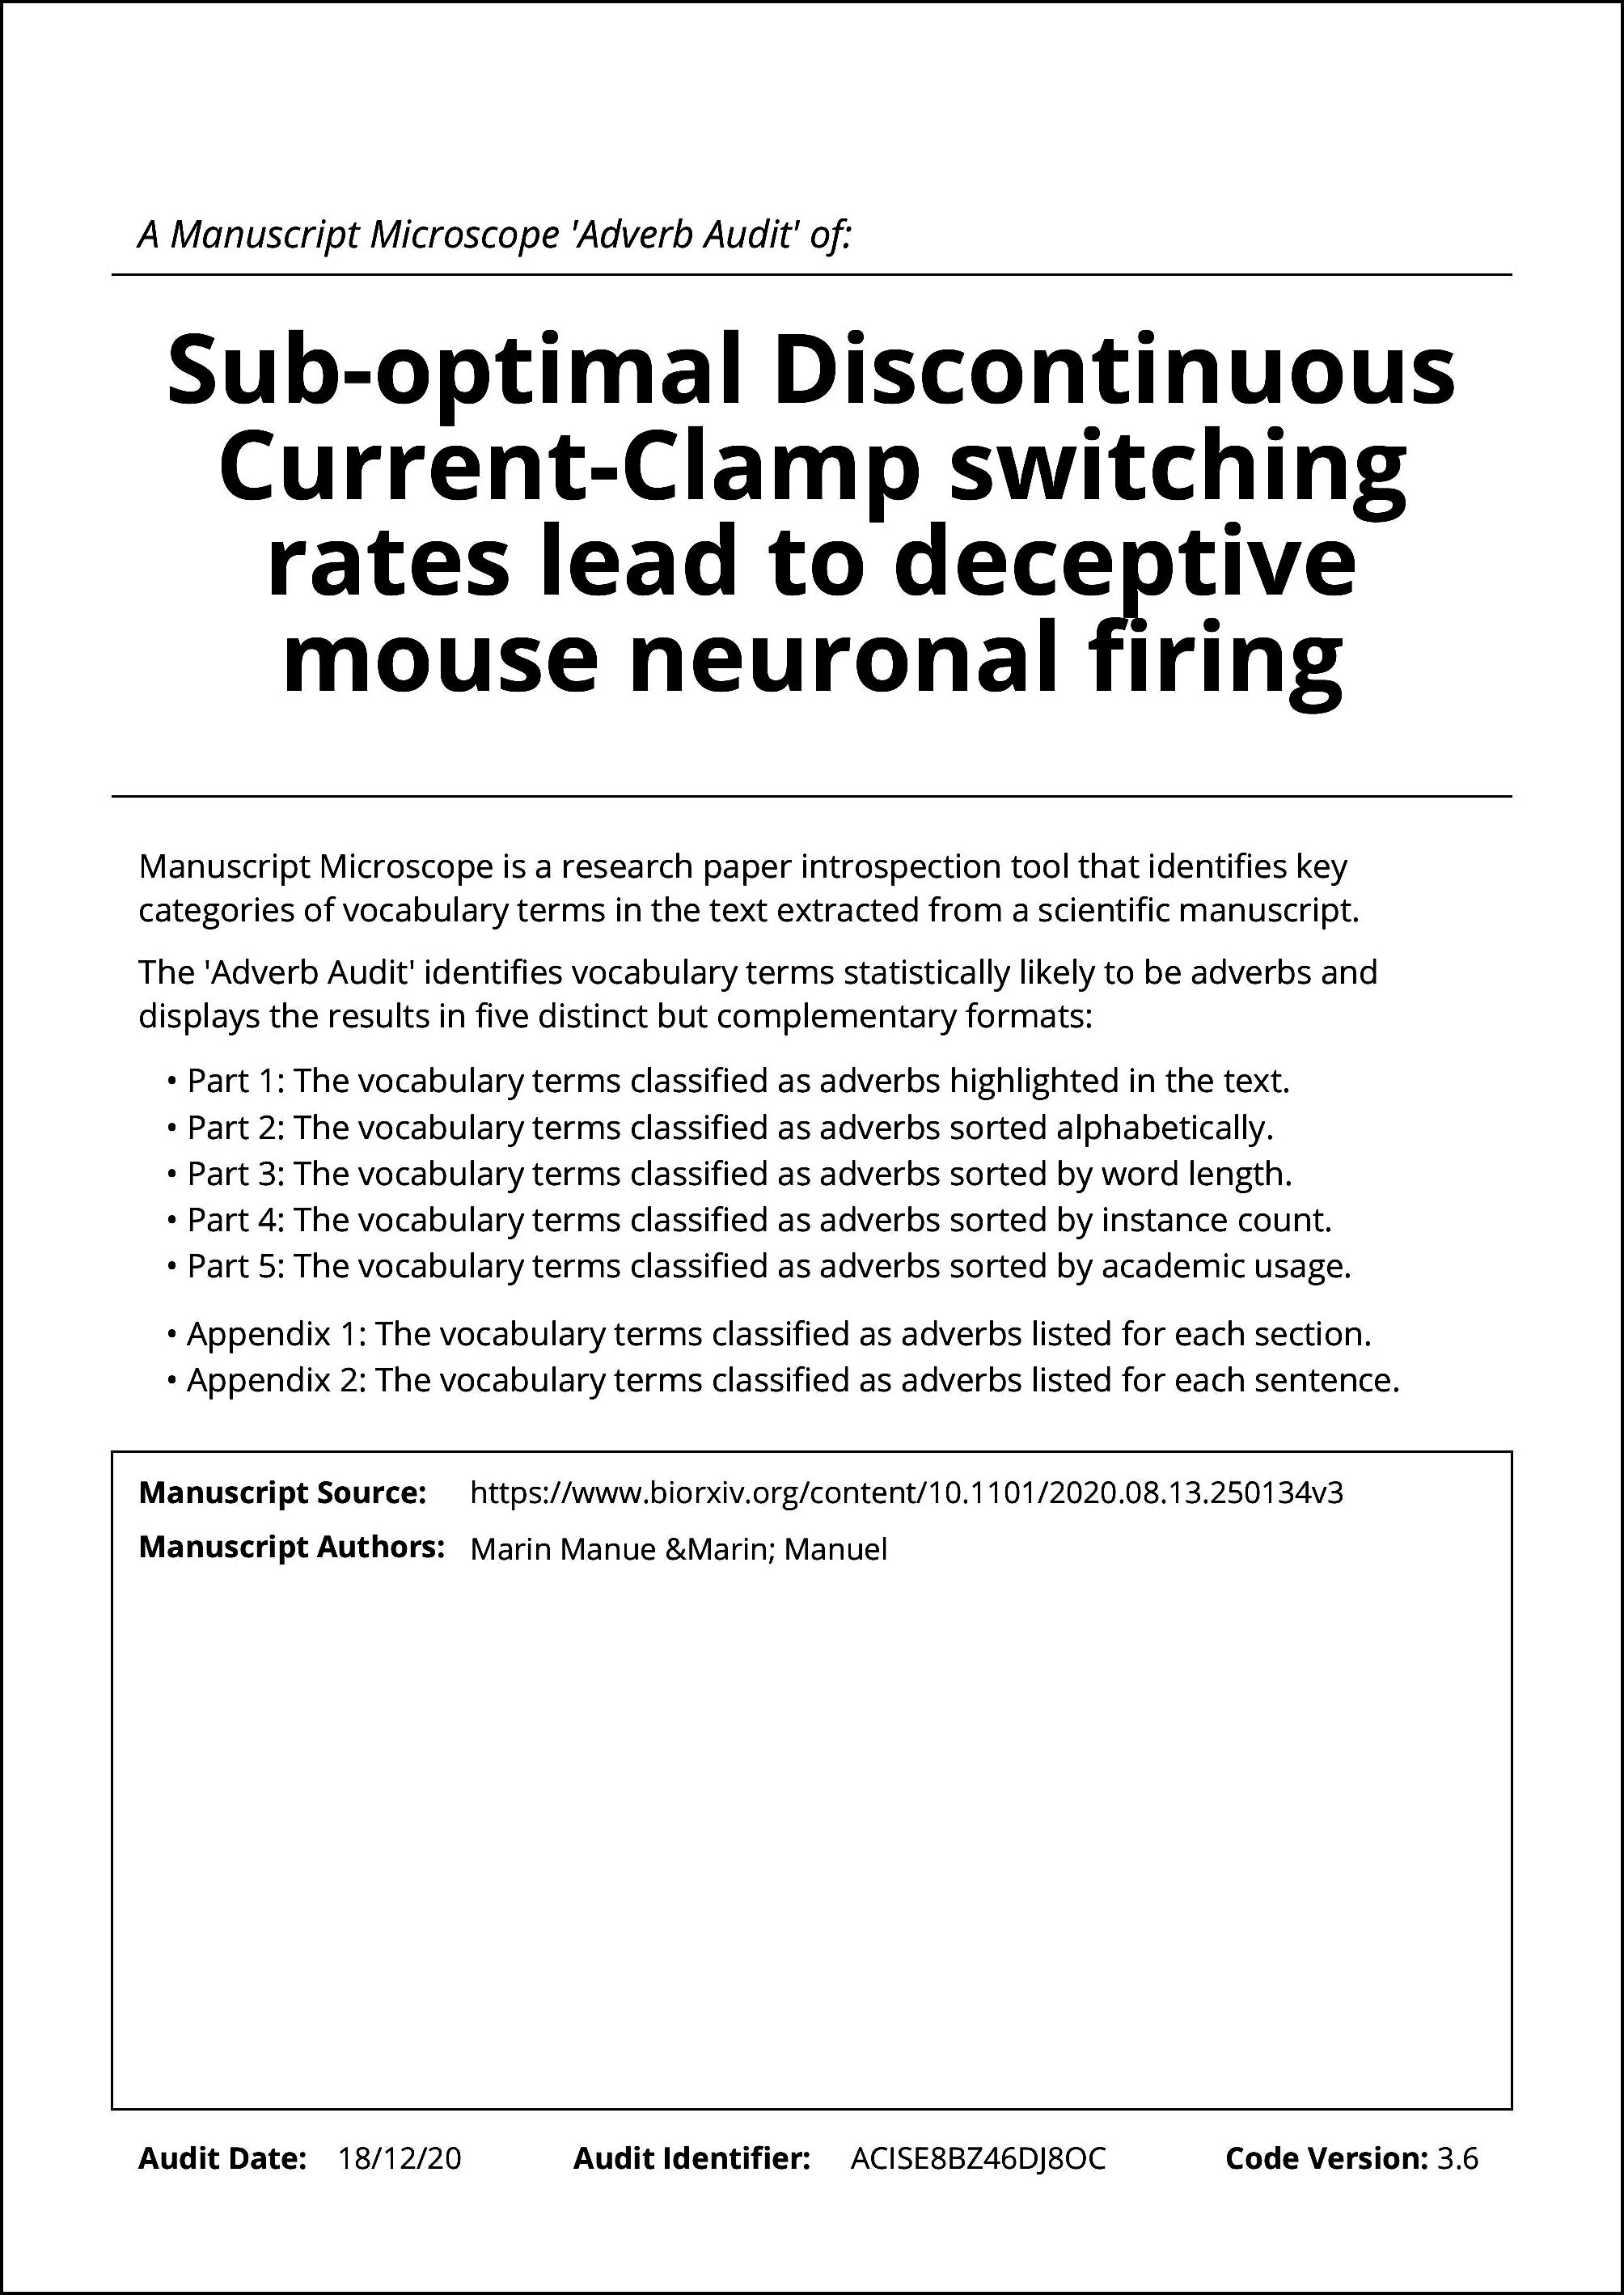 A Manuscript Microscope 'Adverb Audit' of:
Sub-optimal Discontinuous
Current-Clamp switching
rates lead to deceptive
mouse neuronal firing
Manuscript Microscope is a research paper introspection tool that identifies key
categories of vocabulary terms in the text extracted from a scientific manuscript.
The 'Adverb Audit' identifies vocabulary terms statistically likely to be adverbs and
displays the results in five distinct but complementary formats:
• Part 1: The vocabulary terms classified as adverbs highlighted in the text.
• Part 2: The vocabulary terms classified as adverbs sorted alphabetically.
• Part 3: The vocabulary terms classified as adverbs sorted by word length.
• Part 4: The vocabulary terms classified as adverbs sorted by instance count.
• Part 5: The vocabulary terms classified as adverbs sorted by academic usage.
• Appendix 1: The vocabulary terms classified as adverbs listed for each section.
• Appendix 2: The vocabulary terms classified as adverbs listed for each sentence.
Manuscript Source: https://www.biorxiv.org/content/10.1101/2020.08.13.250134v3
Manuscript Authors: Marin Manue &Marin; Manuel
Audit Date: 18/12/20 Audit Identifier: ACISE8BZ46DJ8OC Code Version: 3.6